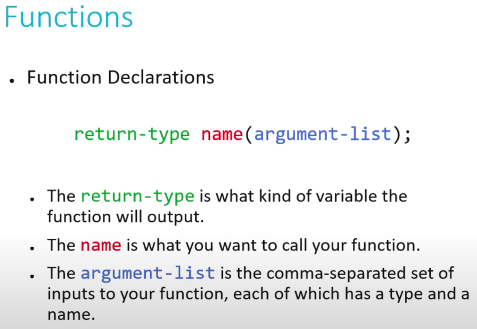 Functions
• Function Declarations
return-type name(argument-list);
• The return-type is what kind of variable the
function will output.
• The name is what you want to call your function.
• The argument-list is the comma-separated set of
inputs to your function, each of which has a type and a
name.